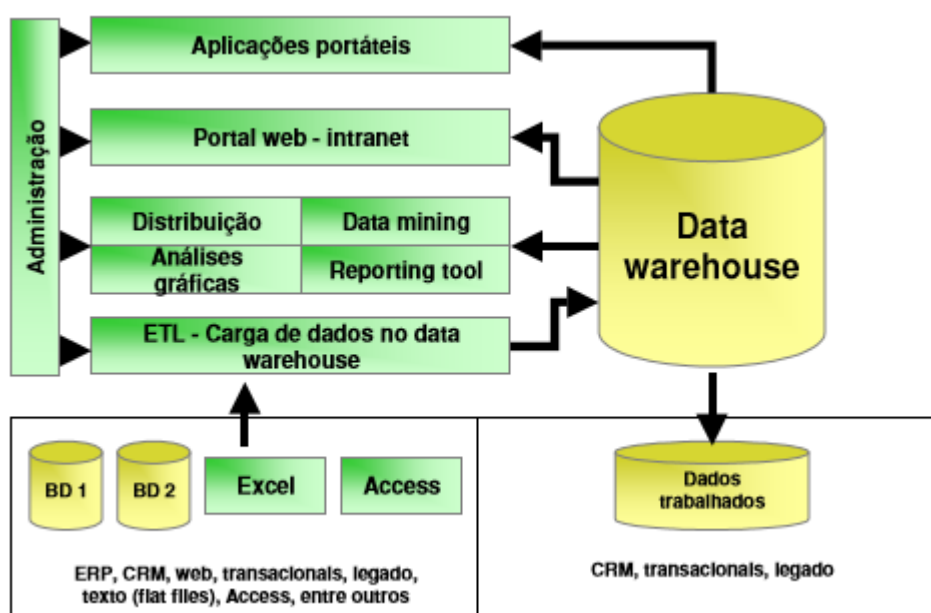 Administração
Aplicações portáteis
Portal web - intranet
Distribuição
Data mining
Análises
gráficas
Reporting tool
ETL - Carga de dados no data
warehouse
Data
warehouse
BD 1
BD 2
Excel
Access
ERP, CRM, web, transacionais, legado,
texto (flat files), Access, entre outros
Dados
trabalhados
CRM, transacionais, legado